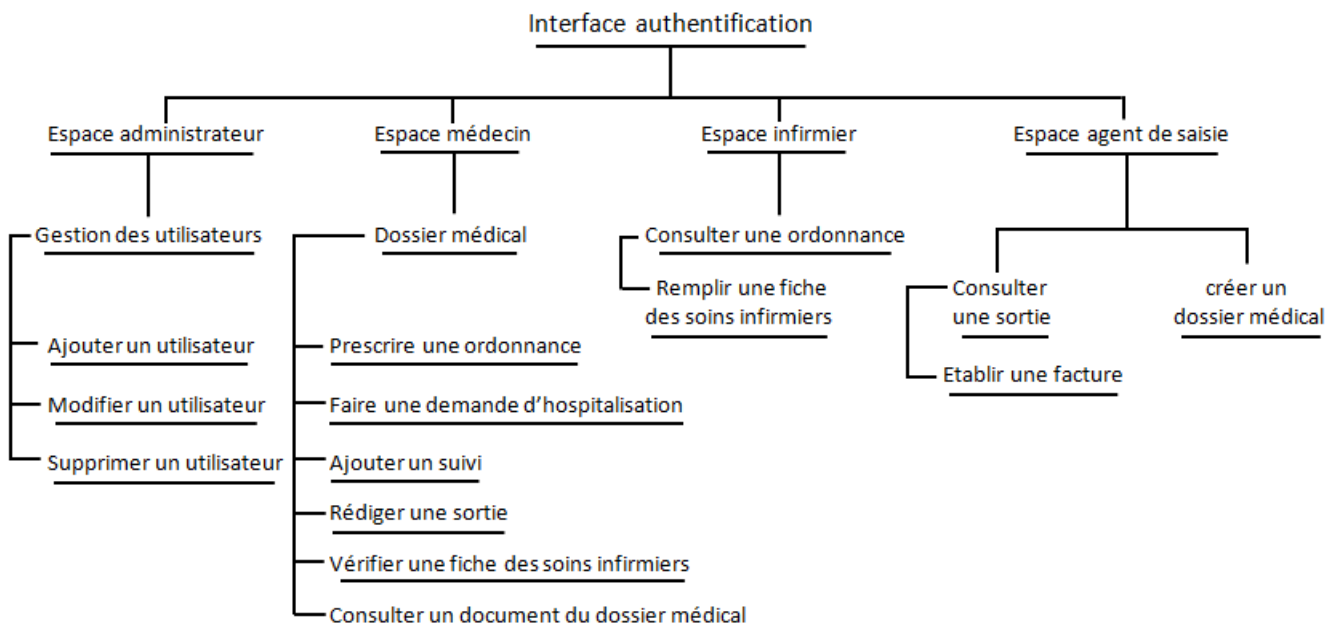 Interface authentification
Espace administrateur
Espace médecin
Espace infirmier
Espace agent de saisie
Gestion des utilisateurs
Ajouter un utilisateur
Modifier un utilisateur
Supprimer un utilisateur
Dossier médical
Prescrire une ordonnance
Faire une demande d'hospitalisation
Ajouter un suivi
Rédiger une sortie
Vérifier une fiche des soins infirmiers
Consulter un document du dossier médical
Consulter une ordonnance
Remplir une fiche
des soins infirmiers
Consulter
une sortie
Etablir une facture
créer un
dossier médical